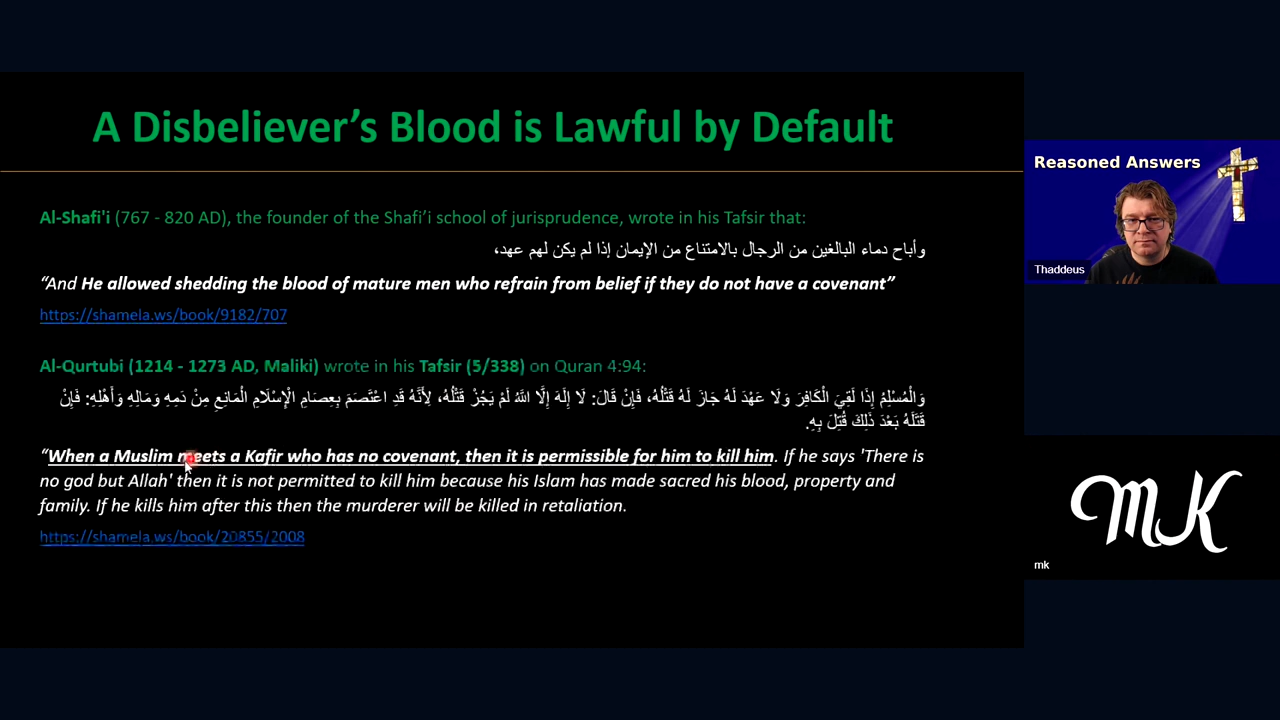 A Disbeliever’s Blood is Lawful by Default
Al-Shafi'i (767 - 820 AD), the founder of the Shafi’i school of jurisprudence, wrote in his Tafsir that:
وأباح دماء البالغين من الرجال بالامتناع من الإيمان إذا لم يكن لهم عهد،
“And He allowed shedding the blood of mature men who refrain from belief if they do not have a covenant”
https://shamela.ws/book/9182/707
Al-Qurtubi (1214 - 1273 AD, Maliki) wrote in his Tafsir (5/338) on Quran 4:94:
وَالْمُسْلِمُ إِذَا لَقِيَ الْكَافِرَ وَلَا عَهْدَ لَهُ جَازَ لَهُ قَتْلُهُ، فَإِنْ قَالَ: لَا إِلَهَ إِلَّا اللَّهُ لَمْ يَجُزْ قَتْلُهُ، لِأَنَّهُ قَدِ اعْتَصَمَ بِعِصَامِ الْإِسْلَامِ الْمَانِعِ مِنْ دَمِهِ وَمَالِهِ وَأَهْلِهِ: فَإِنْ
قَتَلَهُ بَعْدَ ذَلِكَ قُتِلَ بِهِ.
“When a Muslim meets a Kafir who has no covenant, then it is permissible for him to kill him. If he says 'There is
no god but Allah' then it is not permitted to kill him because his Islam has made sacred his blood, property and
family. If he kills him after this then the murderer will be killed in retaliation.
https://shamela.ws/book/20855/2008
Reasoned Answers
Thaddeus
MK
mk